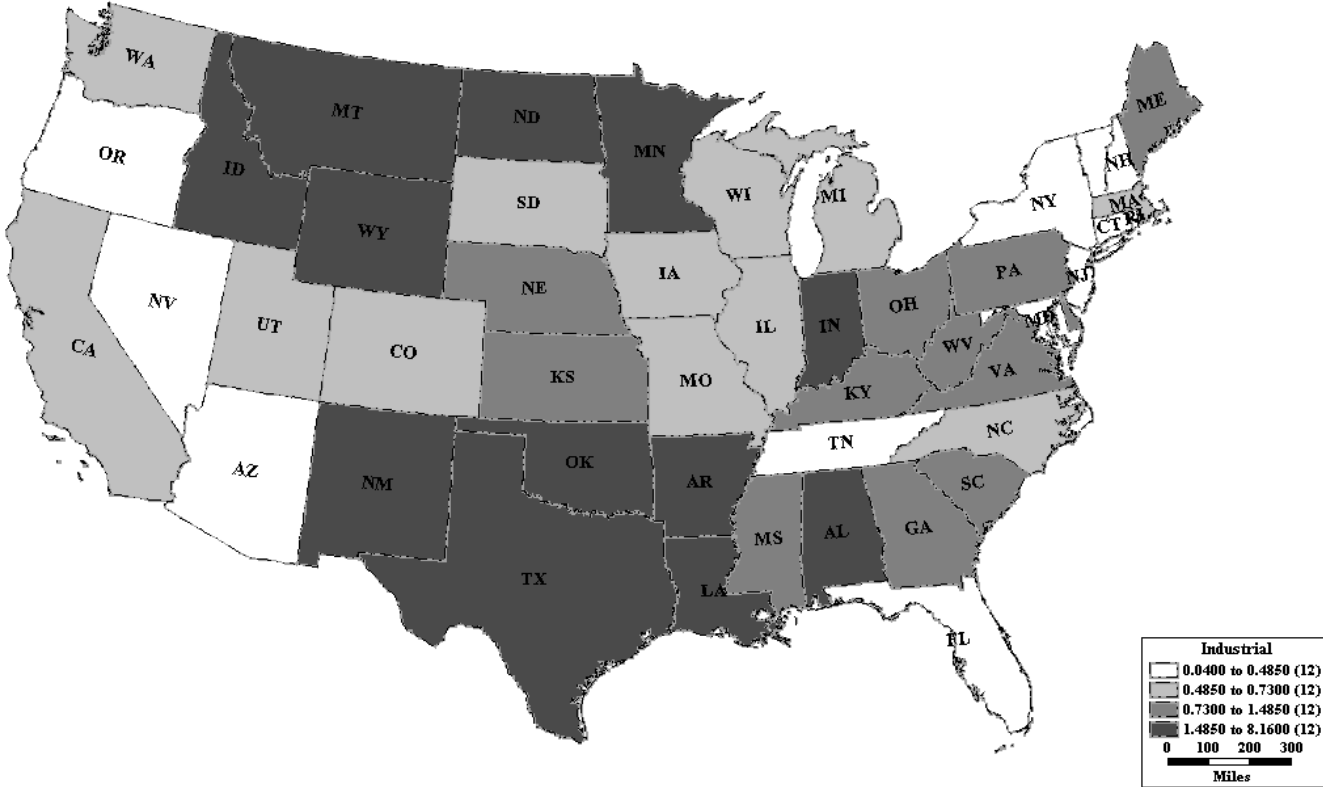 WA
MT
ND
MN
ME
OR
ID
NH
WI
MI
SD
NY
MA
WY
CT RI
IA
PA
NJ
NE
NV
OH
IL
IN
MD
UT
CA
CO
WV
KS
MO
VA
KY
NC
TN
AZ
OK
NM
AR
SC
GA
AL
MS
TX
LA
FL
Industrial
0.0400 to 0.4850 (12)
0.4850 to 0.7300 (12)
0.7300 to 1.4850 (12)
1.4850 to 8.1600 (12)
0 100 200 300
Miles